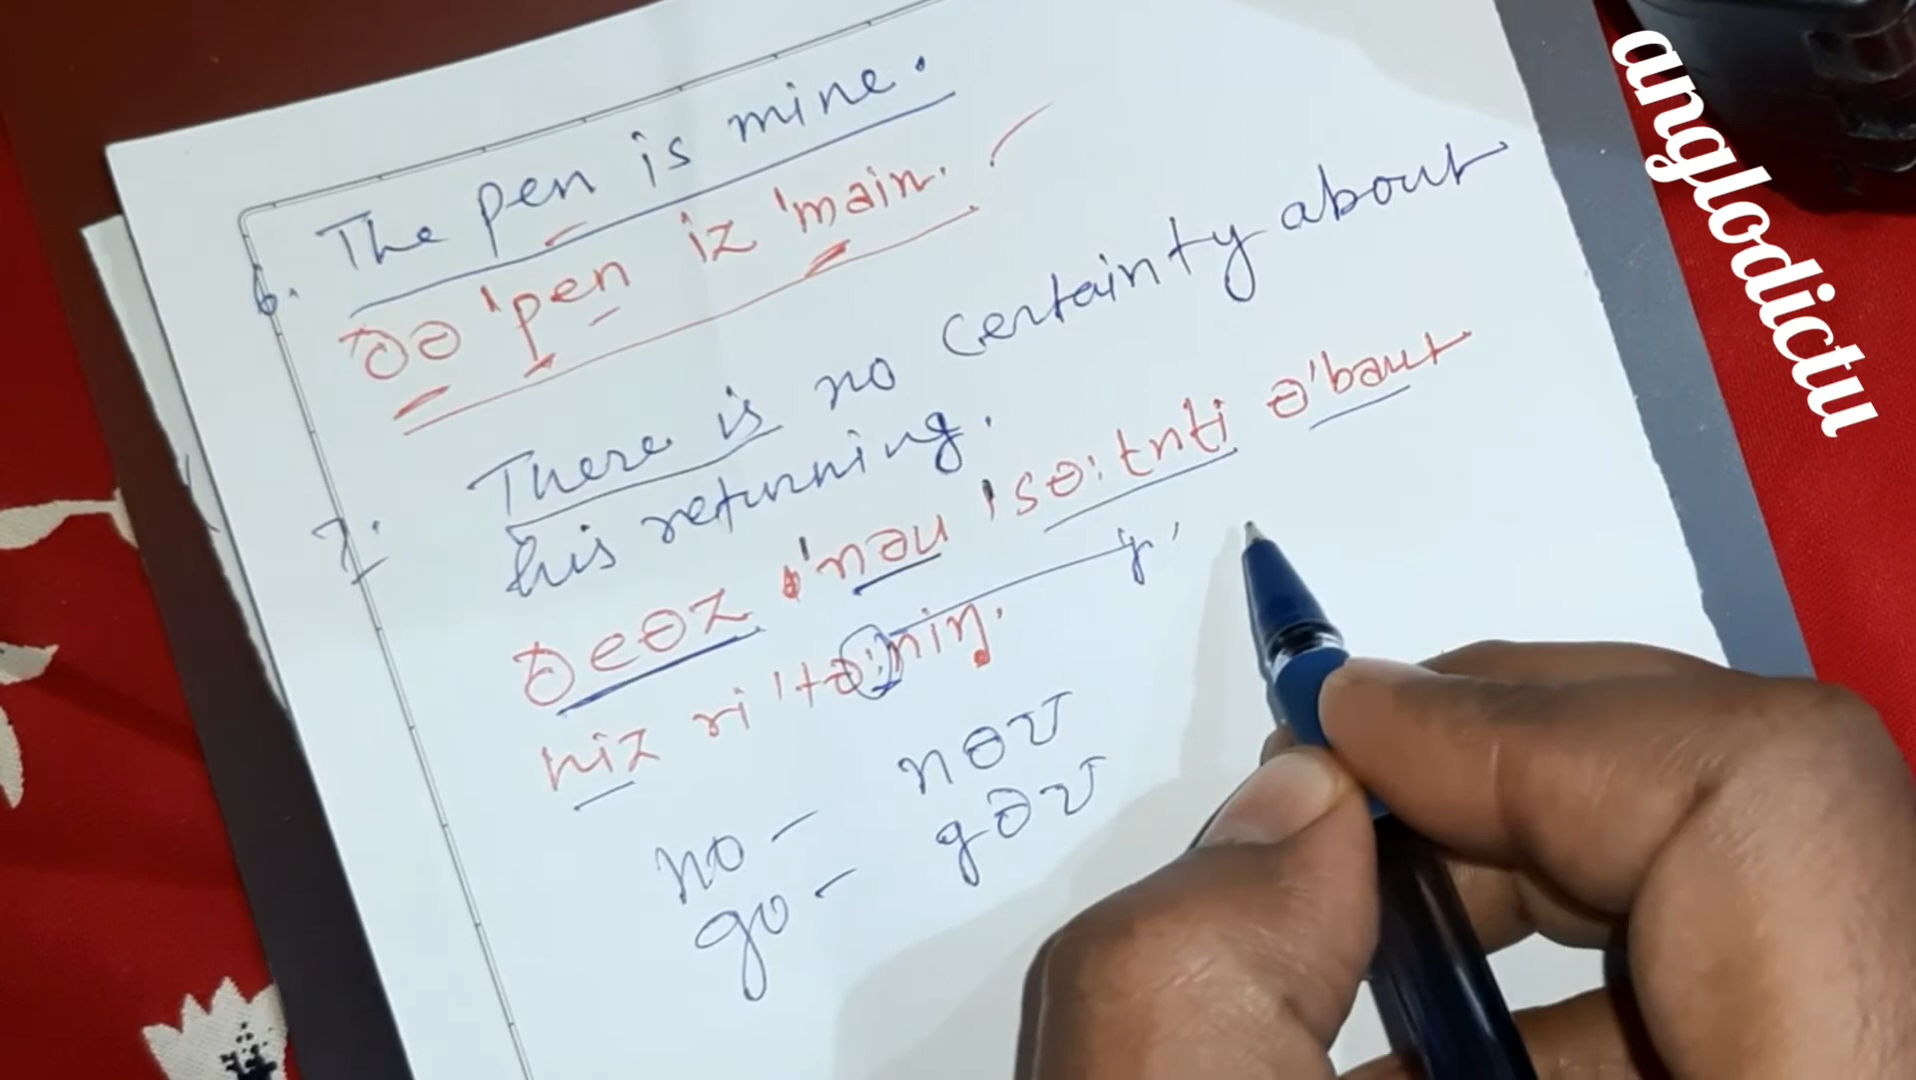 6. The pen is mine.
ðə 'pen iz 'main.
7. There is no certainty about
his returning.
ðeəz 'nəu 'sə:tnti ə'baut
hiz ri'tə:niŋ.
no - nəʊ
go - gəʊ
anglodictu